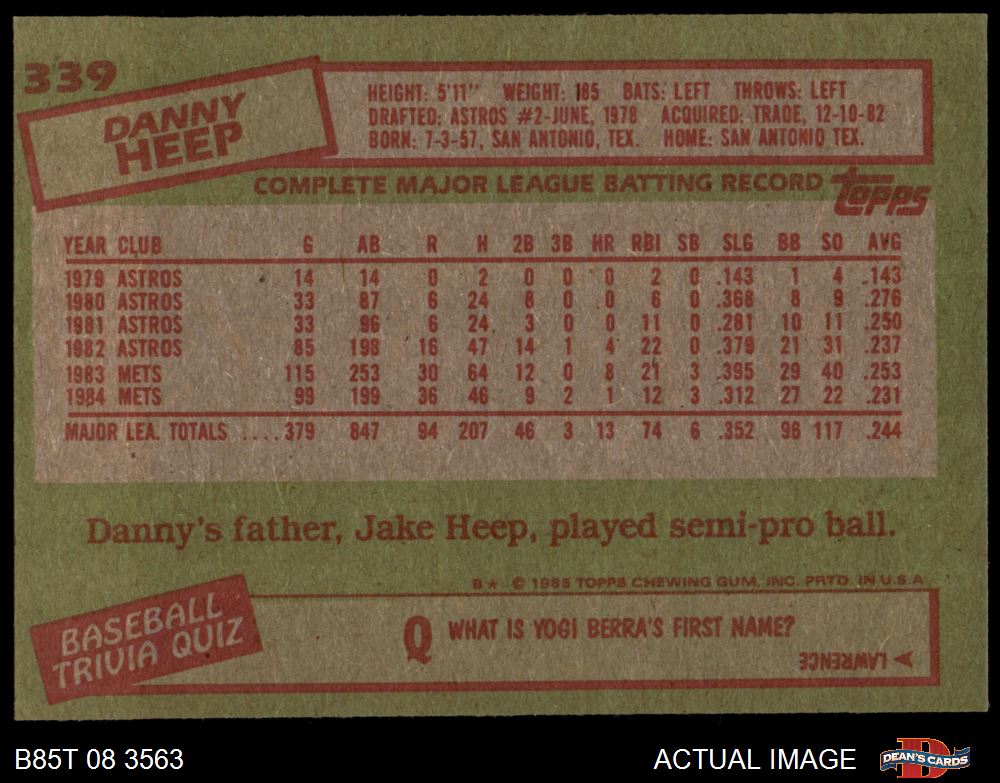 339
DANNY
HEEP
HEIGHT: 5'11" WEIGHT: 185 BATS: LEFT THROWS: LEFT
DRAFTED: ASTROS #2-JUNE, 1978 ACQUIRED: TRADE, 12-10-82
BORN: 7-3-57, SAN ANTONIO, TEX. HOME: SAN ANTONIO TEX.
COMPLETE MAJOR LEAGUE BATTING RECORD topps
YEAR CLUB G AB R H 2B 3B HR RBI SB SLG BB SO AVG
1979 ASTROS 14 14 0 2 0 0 0 2 0 .143 1 4 .143
1980 ASTROS 33 87 6 24 8 0 0 6 0 .368 8 9 .276
1981 ASTROS 33 96 6 24 3 0 0 11 0 .281 10 11 .250
1982 ASTROS 85 198 16 47 14 1 4 22 0 .379 21 31 .237
1983 METS 115 253 30 64 12 0 8 21 3 .395 29 40 .253
1984 METS 99 199 36 46 9 2 1 12 3 .312 27 22 .231
MAJOR LEA. TOTALS ....379 847 94 207 46 3 13 74 6 .352 96 117 .244
Danny's father, Jake Heep, played semi-pro ball.
B★ © 1985 TOPPS CHEWING GUM, INC. PRTD. IN U.S.A
BASEBALL
TRIVIA QUIZ
Q WHAT IS YOGI BERRA'S FIRST NAME?
LAWRENCE
B85T 08 3563
ACTUAL IMAGE
DEAN'S CARDS